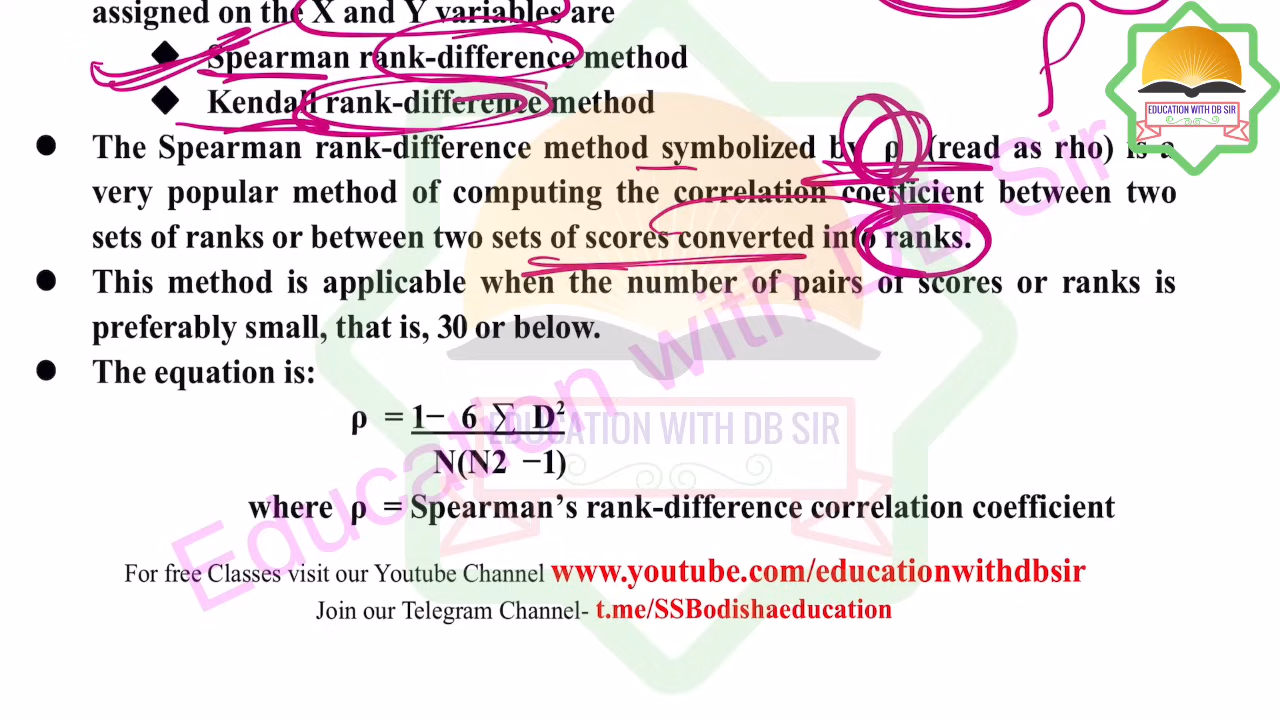 assigned on the X and Y variables are
◆ Spearman rank-difference method
◆ Kendall rank-difference method
● The Spearman rank-difference method symbolized by ρ (read as rho) is a
very popular method of computing the correlation coefficient between two
sets of ranks or between two sets of scores converted into ranks.
● This method is applicable when the number of pairs of scores or ranks is
preferably small, that is, 30 or below.
● The equation is:
ρ = 1− 6 ∑ D²
N(N2 −1)
where ρ = Spearman’s rank-difference correlation coefficient
For free Classes visit our Youtube Channel www.youtube.com/educationwithdbsir
Join our Telegram Channel- t.me/SSBodishaeducation
ρ
EDUCATION WITH DB SIR
EDUCATION WITH DB SIR
Education with DB Sir